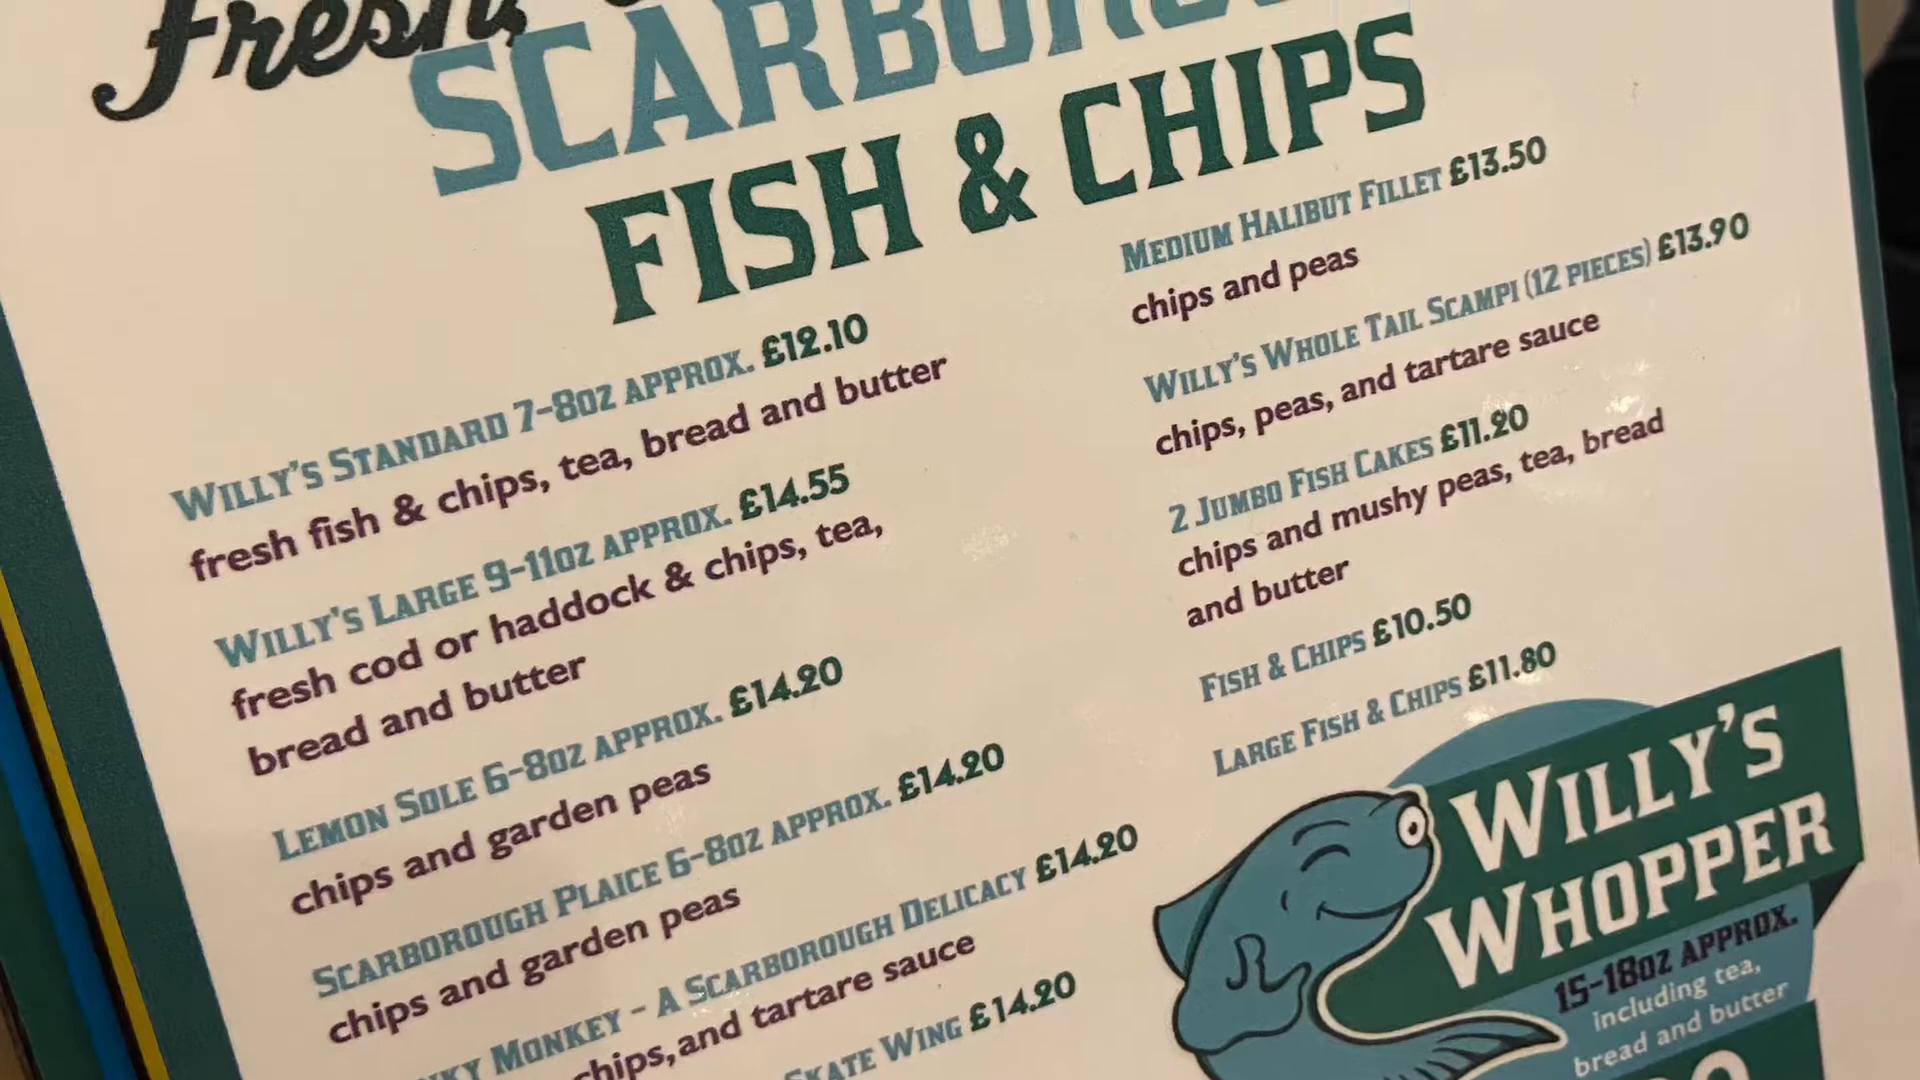 Fresh,
FISH & CHIPS
WILLY'S STANDARD 7-8OZ APPROX. £12.10
fresh fish & chips, tea, bread and butter
WILLY'S LARGE 9-11OZ APPROX. £14.55
fresh cod or haddock & chips, tea,
bread and butter
LEMON SOLE 6-8OZ APPROX. £14.20
chips and garden peas
SCARBOROUGH PLAICE 6-8OZ APPROX. £14.20
chips and garden peas
MONKEY - A SCARBOROUGH DELICACY £14.20
chips, and tartare sauce
SKATE WING £14.20
MEDIUM HALIBUT FILLET £13.50
chips and peas
WILLY'S WHOLE TAIL SCAMPI (12 PIECES) £13.90
chips, peas, and tartare sauce
2 JUMBO FISH CAKES £11.20
chips and mushy peas, tea, bread
and butter
FISH & CHIPS £10.50
LARGE FISH & CHIPS £11.80
WILLY'S
WHOPPER
15-18OZ APPROX.
including tea,
bread and butter